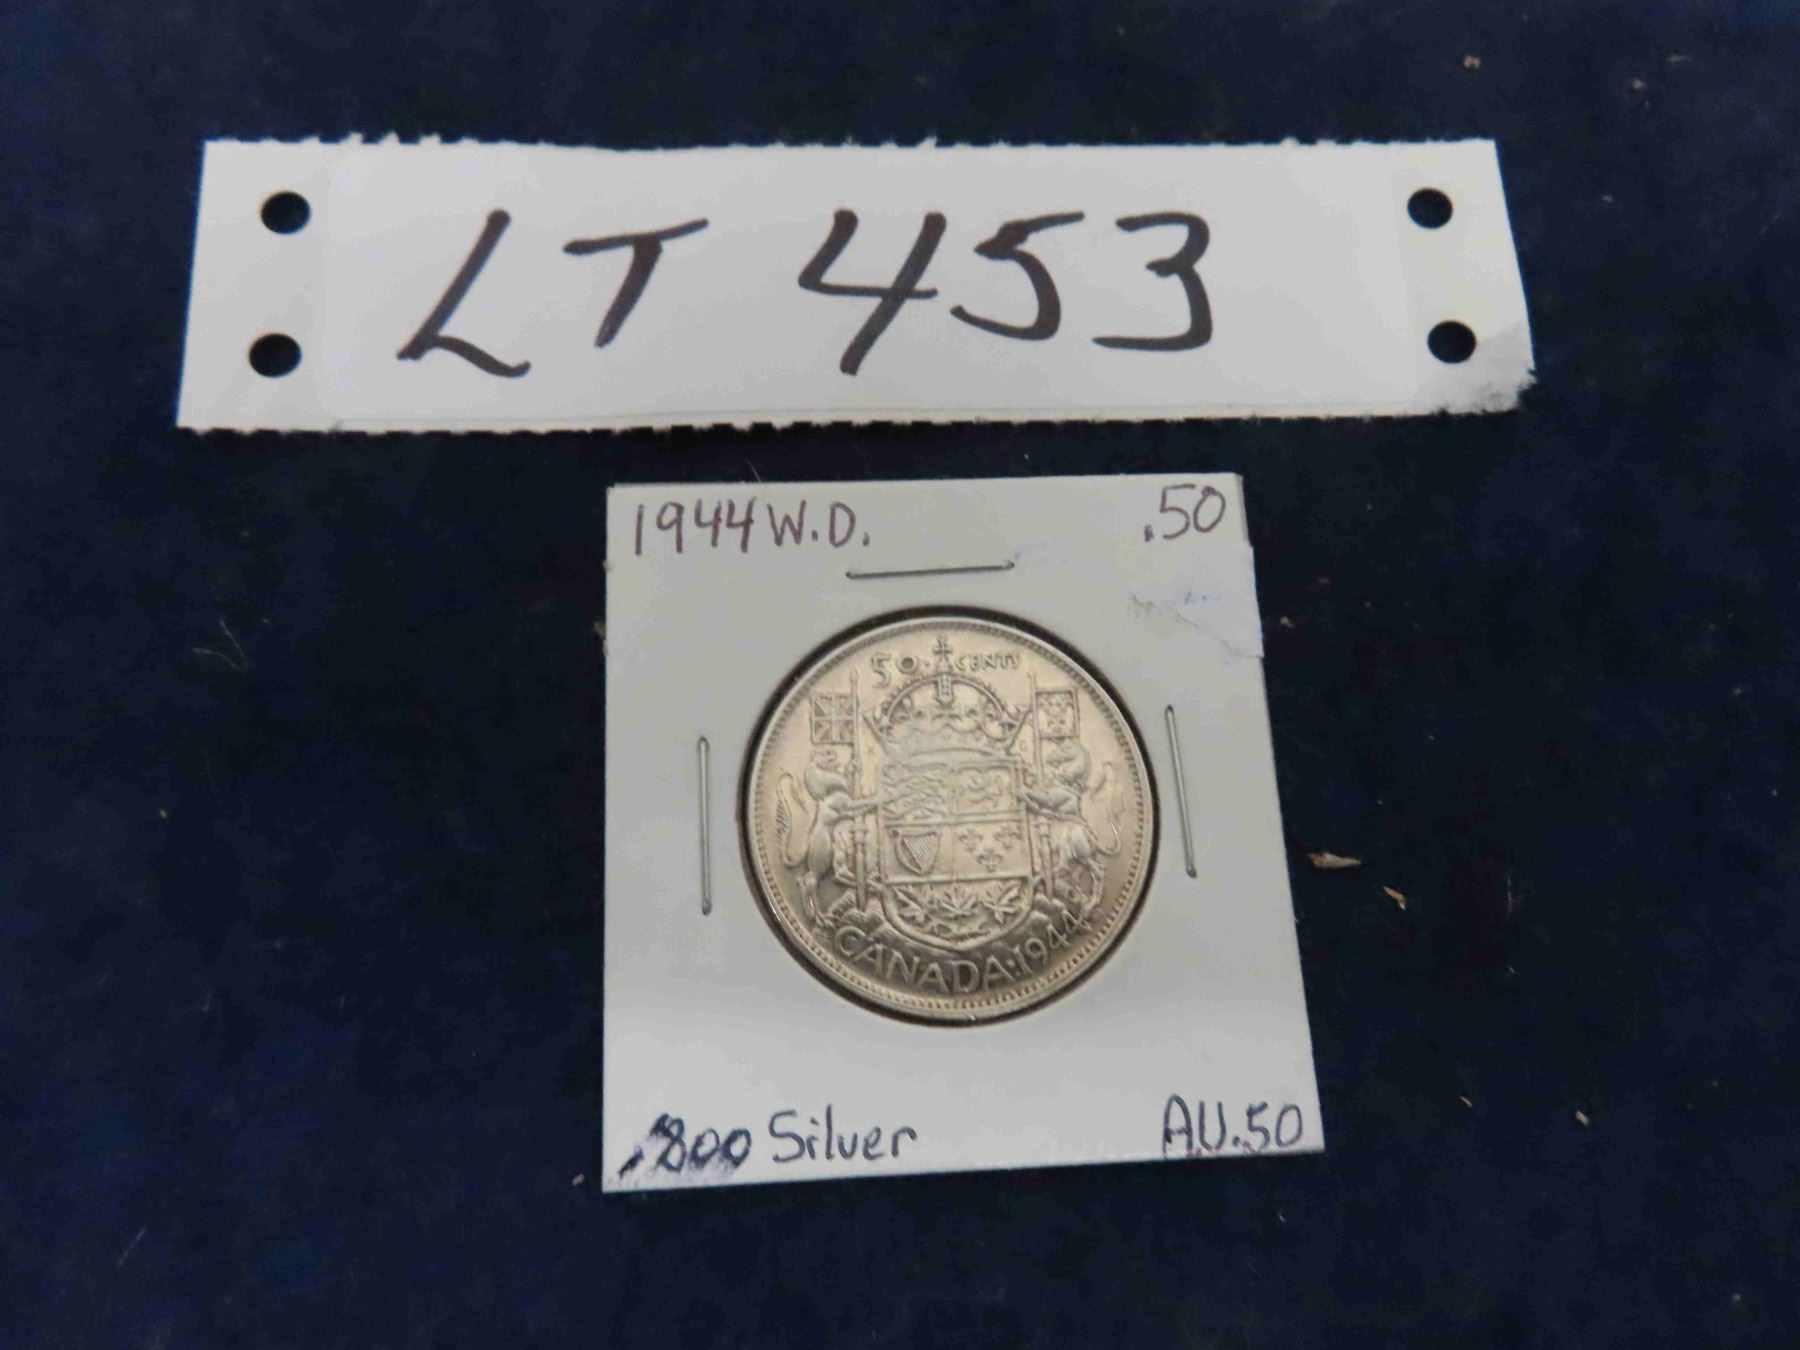 LT 453
1944 W.D. .50
50 CENTS
CANADA·1944
.800 Silver AU.50